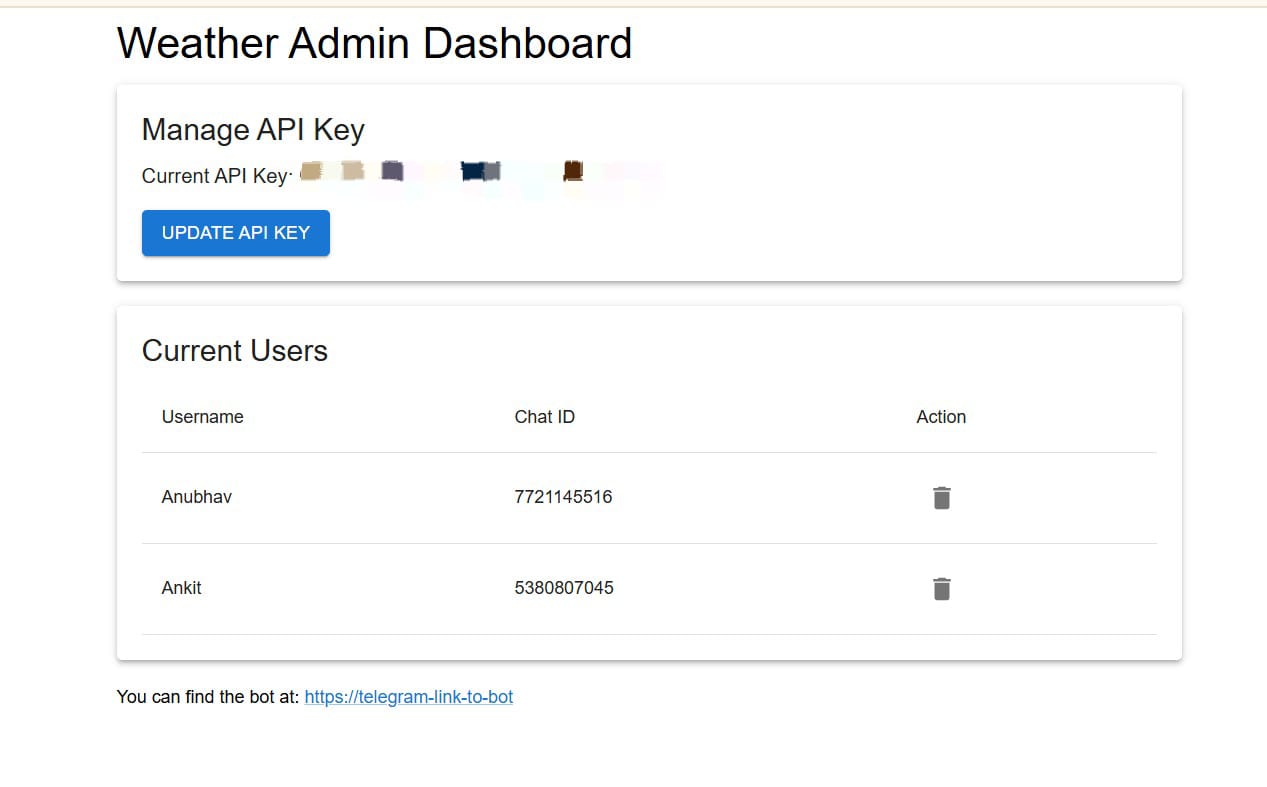 Weather Admin Dashboard
Manage API Key
Current API Key:
UPDATE API KEY
Current Users
Username Chat ID Action
Anubhav 7721145516
Ankit 5380807045
You can find the bot at: https://telegram-link-to-bot